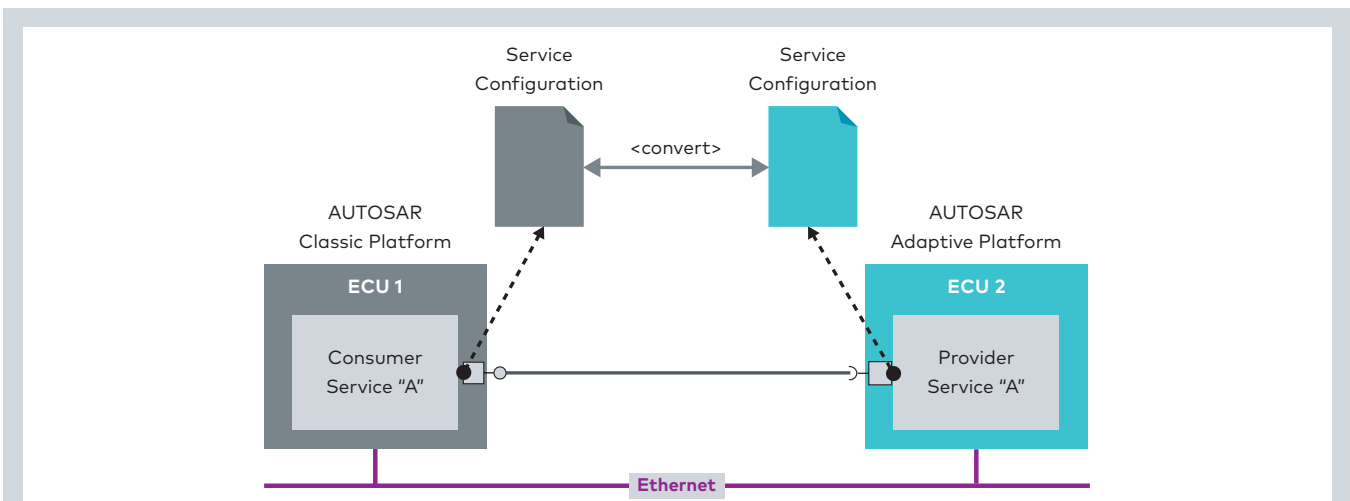 Service
Configuration
Service
Configuration
<convert>
AUTOSAR
Classic Platform
AUTOSAR
Adaptive Platform
ECU 1
ECU 2
Consumer
Service "A"
Provider
Service "A"
Ethernet